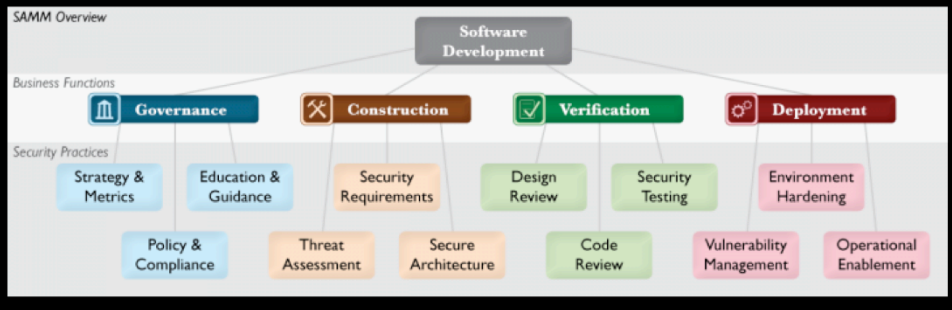 SAMM Overview
Software
Development
Business Functions
Governance
Construction
Verification
Deployment
Security Practices
Strategy &
Metrics
Education &
Guidance
Security
Requirements
Design
Review
Security
Testing
Environment
Hardening
Policy &
Compliance
Threat
Assessment
Secure
Architecture
Code
Review
Vulnerability
Management
Operational
Enablement